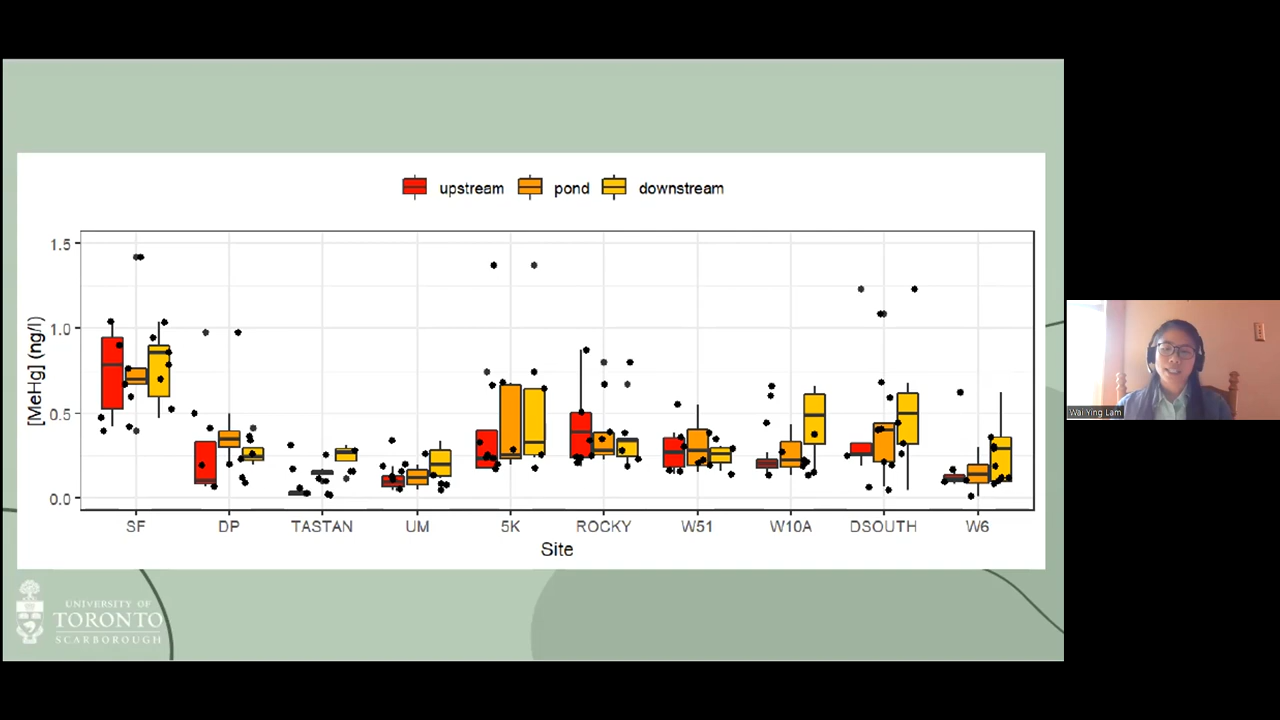 upstream pond downstream
1.5
1.0
0.5
0.0
[MeHg] (ng/l)
SF DP TASTAN UM 5K ROCKY W51 W10A DSOUTH W6
Site
UNIVERSITY OF
TORONTO
SCARBOROUGH
Wai Ying Lam